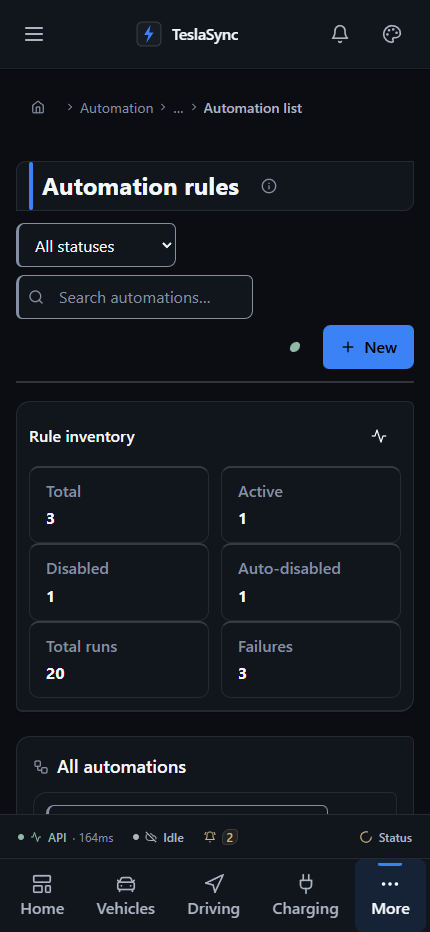 TeslaSync
Automation
...
Automation list
Automation rules
All statuses
Search automations...
New
Rule inventory
Total
3
Active
1
Disabled
1
Auto-disabled
1
Total runs
20
Failures
3
All automations
API · 164ms
Idle
2
Status
Home
Vehicles
Driving
Charging
More